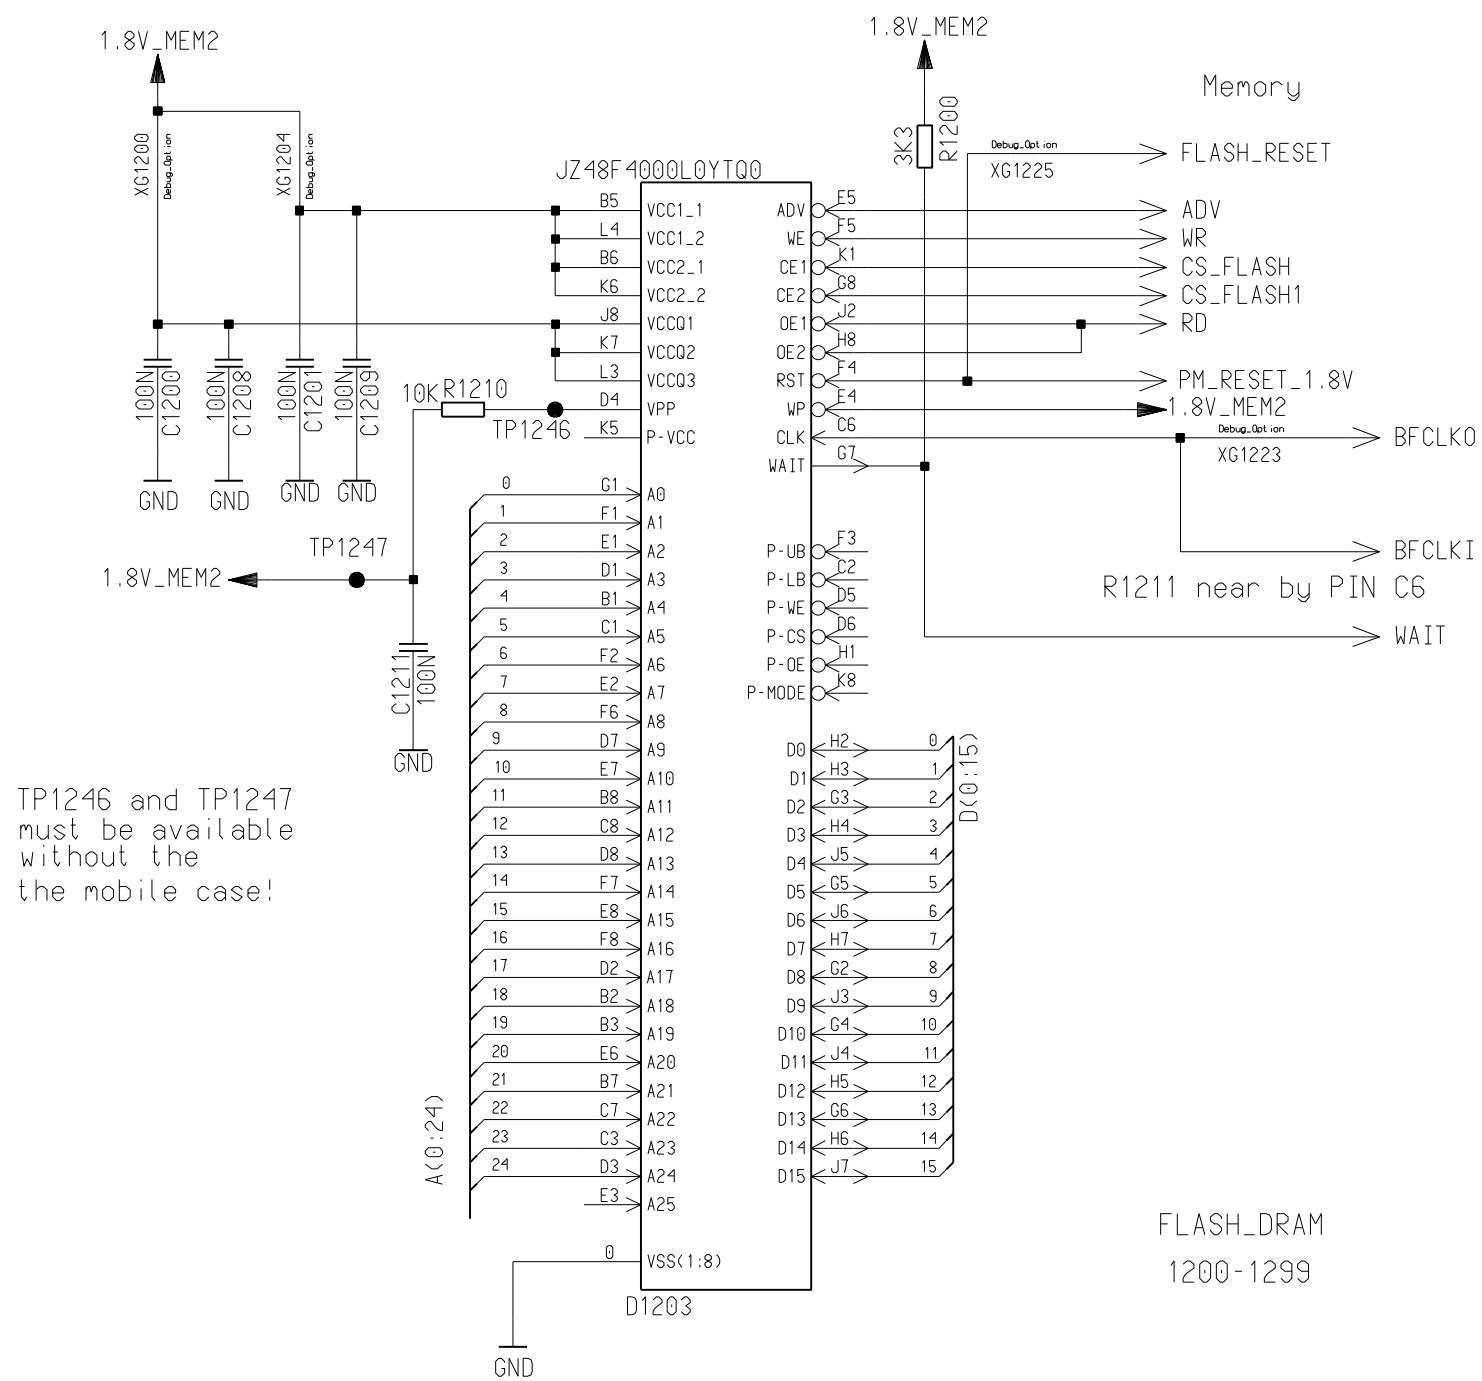 1.8V_MEM2
1.8V_MEM2
Memory
XG1200
Debug_Option
XG1204
Debug_Option
3K3
R1200
Debug_Option
XG1225
FLASH_RESET
JZ48F4000L0YTQ0
B5 VCC1_1 ADV E5 ADV
L4 VCC1_2 WE F5 WR
B6 VCC2_1 CE1 K1 CS_FLASH
K6 VCC2_2 CE2 G8 CS_FLASH1
J8 VCCQ1 OE1 J2 RD
K7 VCCQ2 OE2 H8
L3 VCCQ3 RST F4 PM_RESET_1.8V
10K R1210
D4 VPP WP E4 1.8V_MEM2
TP1246
K5 P-VCC CLK C6 BFCLKO
Debug_Option
XG1223
WAIT G7
100N
C1200
100N
C1208
100N
C1201
100N
C1209
GND
GND
GND
GND
0 G1 A0
1 F1 A1
2 E1 A2 P-UB F3 BFCLKI
TP1247
1.8V_MEM2
3 D1 A3 P-LB C2
R1211 near by PIN C6
4 B1 A4 P-WE D5
5 C1 A5 P-CS D6 WAIT
6 F2 A6 P-OE H1
7 E2 A7 P-MODE K8
C1211
100N
GND
8 F6 A8
9 D7 A9 D0 H2 0
10 E7 A10 D1 H3 1
11 B8 A11 D2 G3 2
12 C8 A12 D3 H4 3
13 D8 A13 D4 J5 4
14 F7 A14 D5 G5 5
15 E8 A15 D6 J6 6
16 F8 A16 D7 H7 7
17 D2 A17 D8 G2 8
18 B2 A18 D9 J3 9
19 B3 A19 D10 G4 10
20 E6 A20 D11 J4 11
21 B7 A21 D12 H5 12
22 C7 A22 D13 G6 13
23 C3 A23 D14 H6 14
24 D3 A24 D15 J7 15
E3 A25
D(0:15)
A(0:24)
TP1246 and TP1247
must be available
without the
the mobile case!
0 VSS(1:8)
D1203
GND
FLASH_DRAM
1200-1299